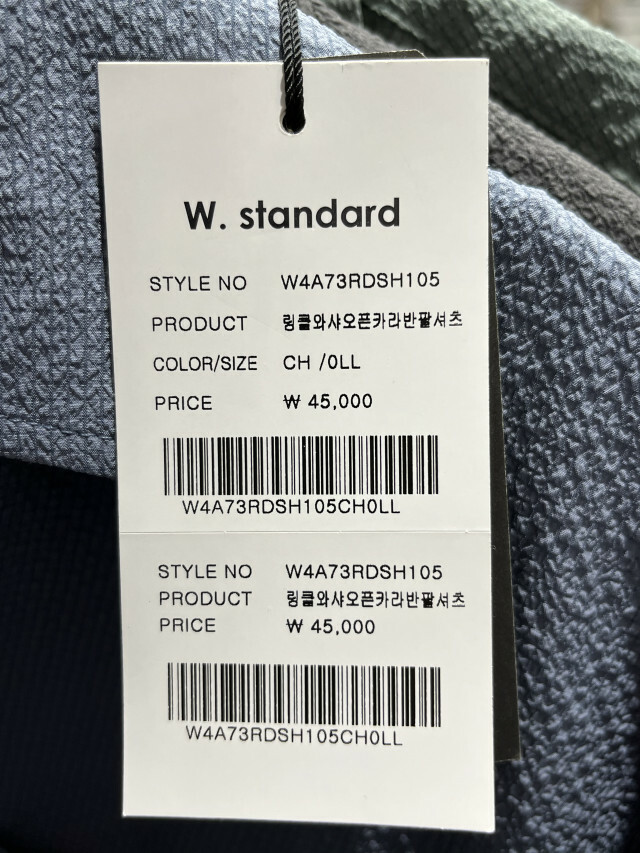 W. standard
STYLE NO W4A73RDSH105
PRODUCT 링클와샤오픈카라반팔셔츠
COLOR/SIZE CH /0LL
PRICE ₩ 45,000
W4A73RDSH105CH0LL
STYLE NO W4A73RDSH105
PRODUCT 링클와샤오픈카라반팔셔츠
PRICE ₩ 45,000
W4A73RDSH105CH0LL